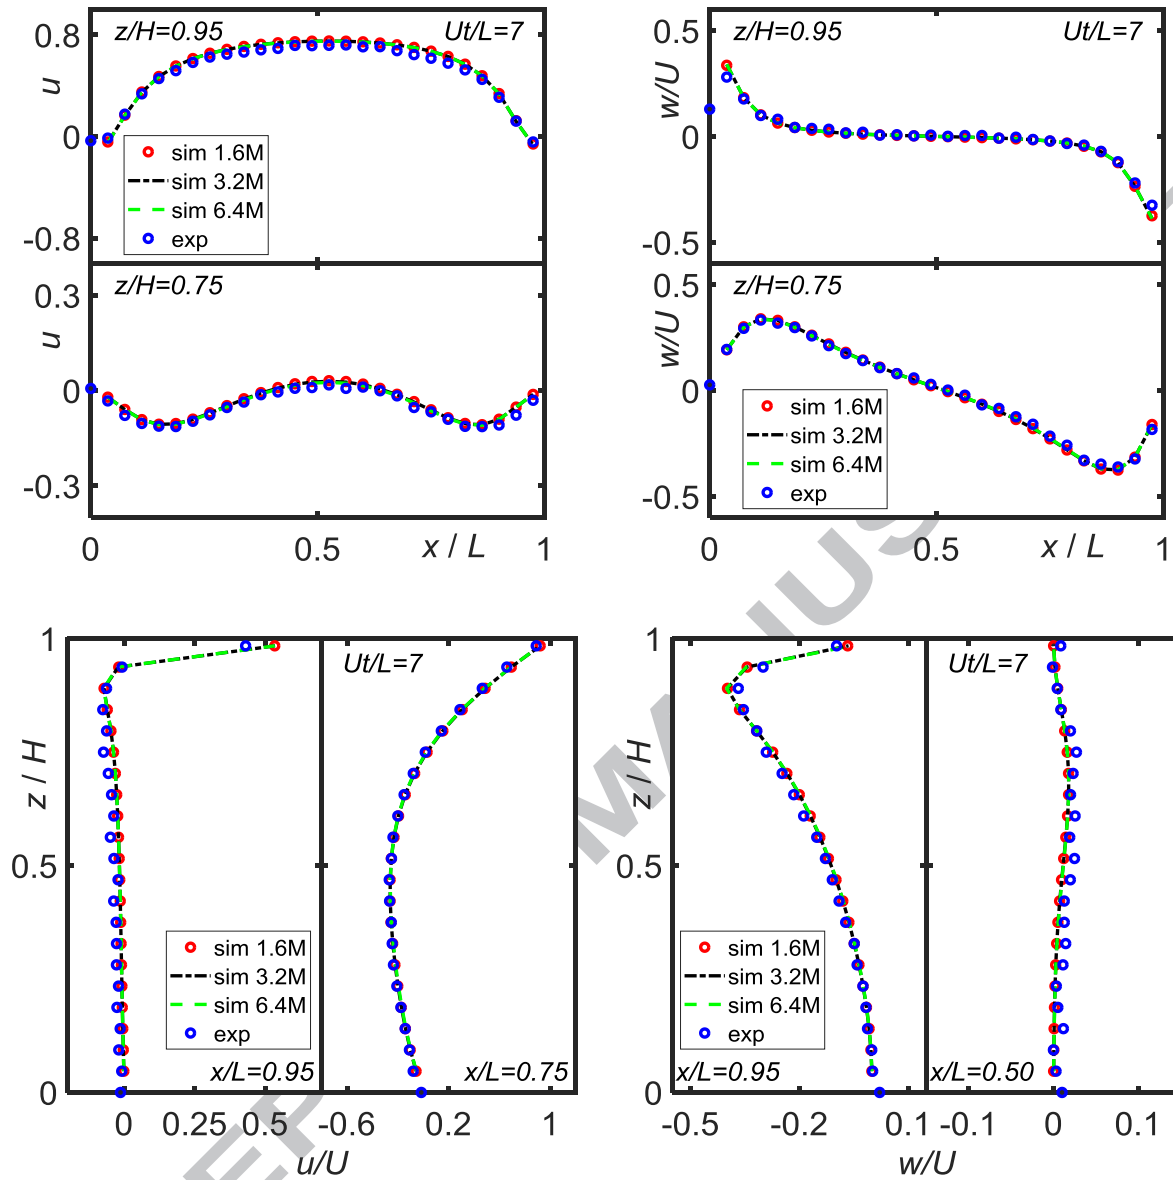 z/H=0.95
Ut/L=7
0.8
0
-0.8
u
sim 1.6M
sim 3.2M
sim 6.4M
exp
z/H=0.75
0.3
0
-0.3
u
0
0.5
1
x / L
z/H=0.95
Ut/L=7
0.5
0
-0.5
w/U
z/H=0.75
0.5
0
-0.5
w/U
sim 1.6M
sim 3.2M
sim 6.4M
exp
0
0.5
1
x / L
1
0.5
0
z / H
sim 1.6M
sim 3.2M
sim 6.4M
exp
x/L=0.95
Ut/L=7
x/L=0.75
0
0.25
0.5
-0.6
0.2
1
u/U
1
0.5
0
z / H
sim 1.6M
sim 3.2M
sim 6.4M
exp
x/L=0.95
Ut/L=7
x/L=0.50
-0.5
-0.2
0.1
-0.1
0
0.1
w/U